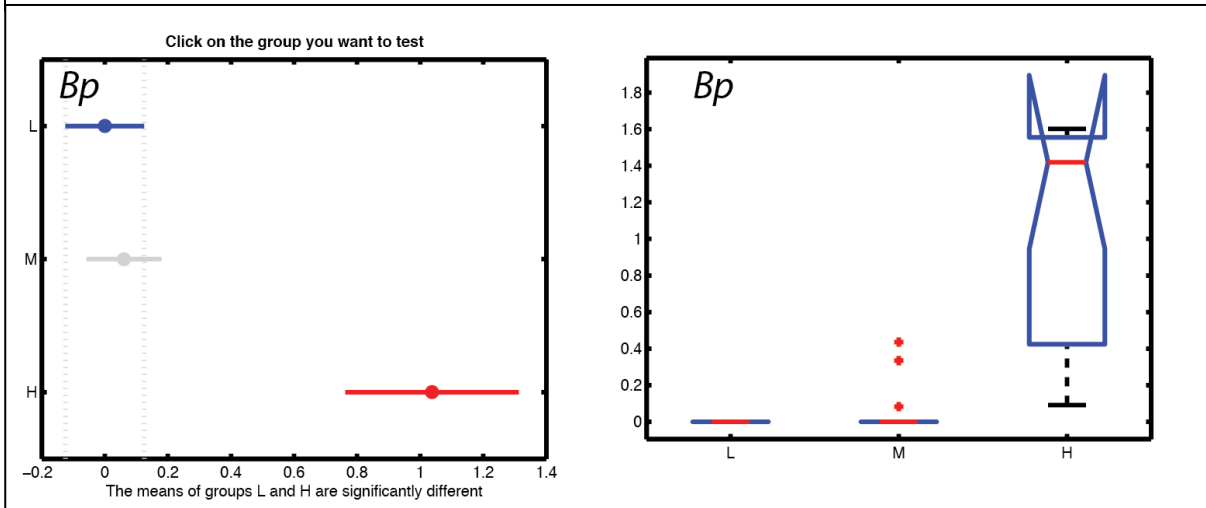 Click on the group you want to test
Bp
L
M
H
−0.2 0 0.2 0.4 0.6 0.8 1 1.2 1.4
The means of groups L and H are significantly different
Bp
1.8
1.6
1.4
1.2
1
0.8
0.6
0.4
0.2
0
L M H